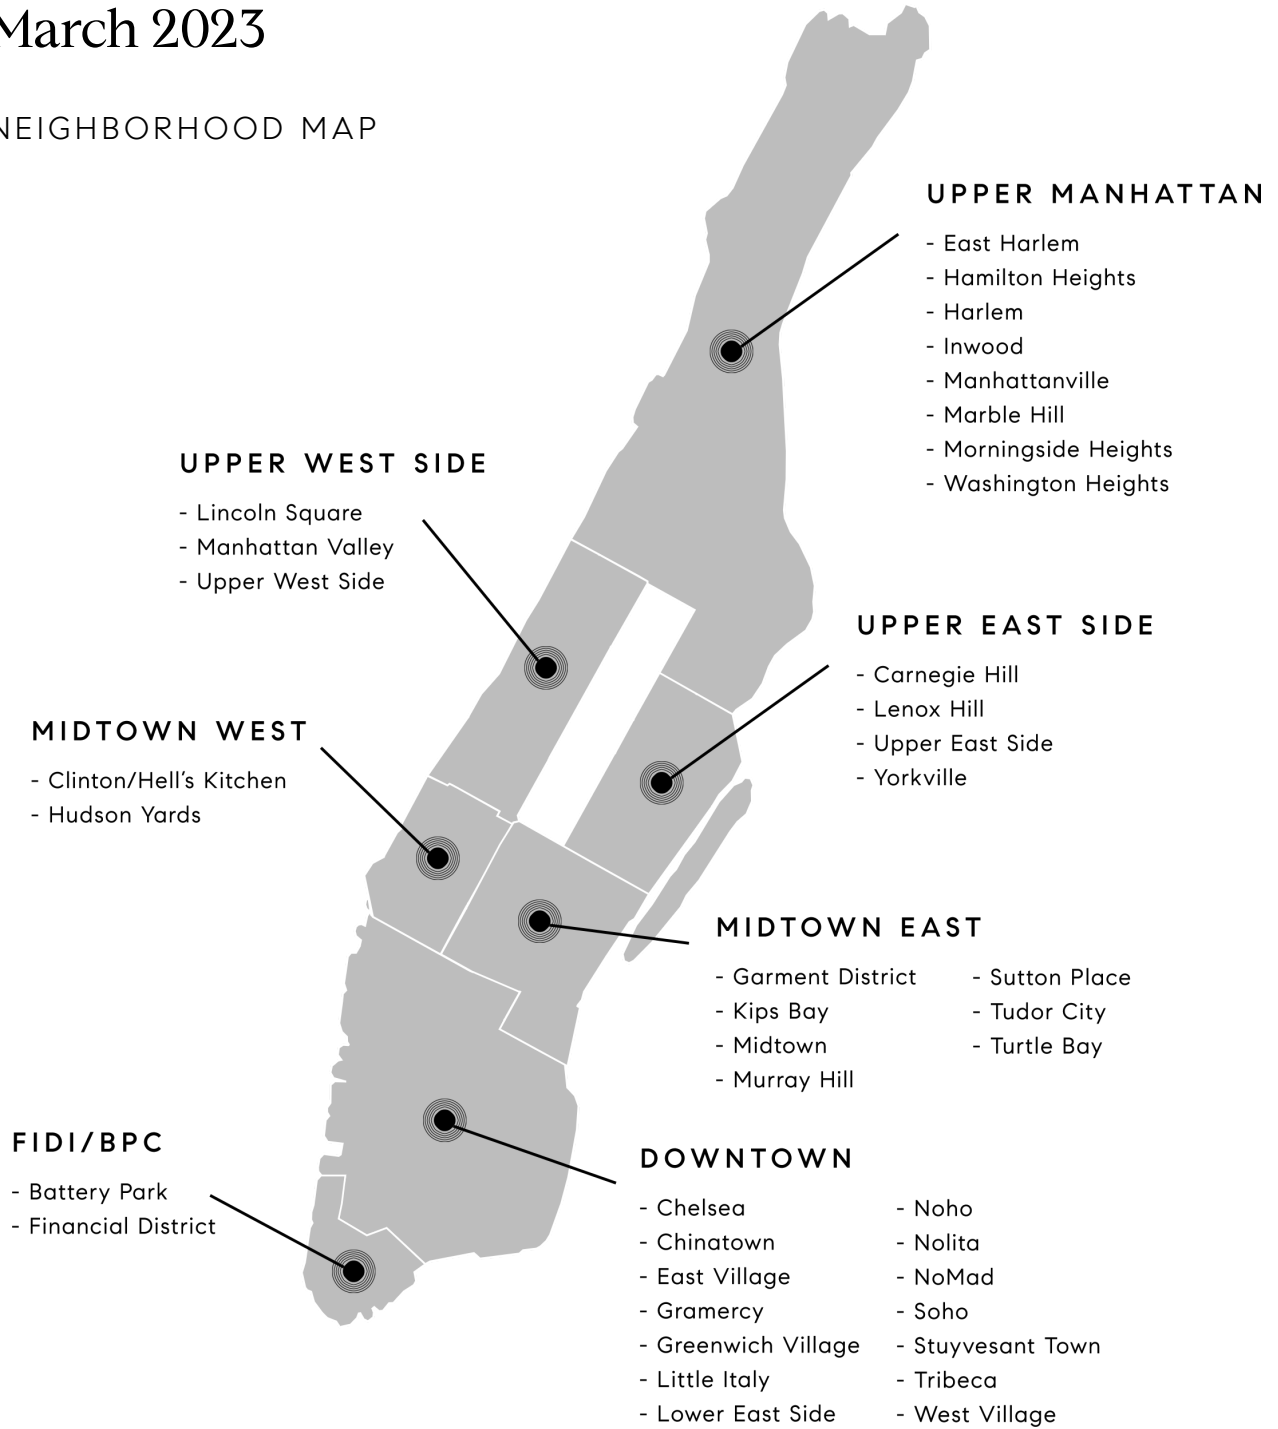 March 2023
NEIGHBORHOOD MAP
UPPER MANHATTAN
- East Harlem
- Hamilton Heights
- Harlem
- Inwood
- Manhattanville
- Marble Hill
- Morningside Heights
- Washington Heights
UPPER WEST SIDE
- Lincoln Square
- Manhattan Valley
- Upper West Side
UPPER EAST SIDE
- Carnegie Hill
- Lenox Hill
- Upper East Side
- Yorkville
MIDTOWN WEST
- Clinton/Hell’s Kitchen
- Hudson Yards
MIDTOWN EAST
- Garment District
- Kips Bay
- Midtown
- Murray Hill
- Sutton Place
- Tudor City
- Turtle Bay
FIDI/BPC
- Battery Park
- Financial District
DOWNTOWN
- Chelsea
- Chinatown
- East Village
- Gramercy
- Greenwich Village
- Little Italy
- Lower East Side
- Noho
- Nolita
- NoMad
- Soho
- Stuyvesant Town
- Tribeca
- West Village